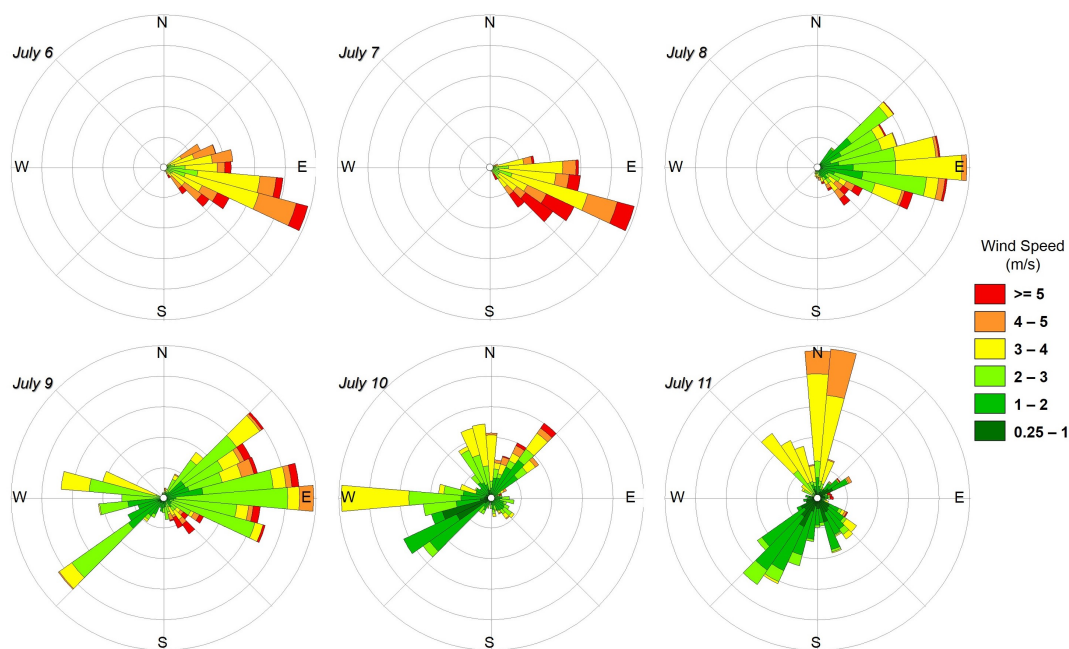 N
July 6
W
E
S
N
July 7
W
E
S
N
July 8
W
E
S
Wind Speed
(m/s)
>= 5
4 – 5
3 – 4
2 – 3
1 – 2
0.25 – 1
N
July 9
W
E
S
N
July 10
W
E
S
N
July 11
W
E
S